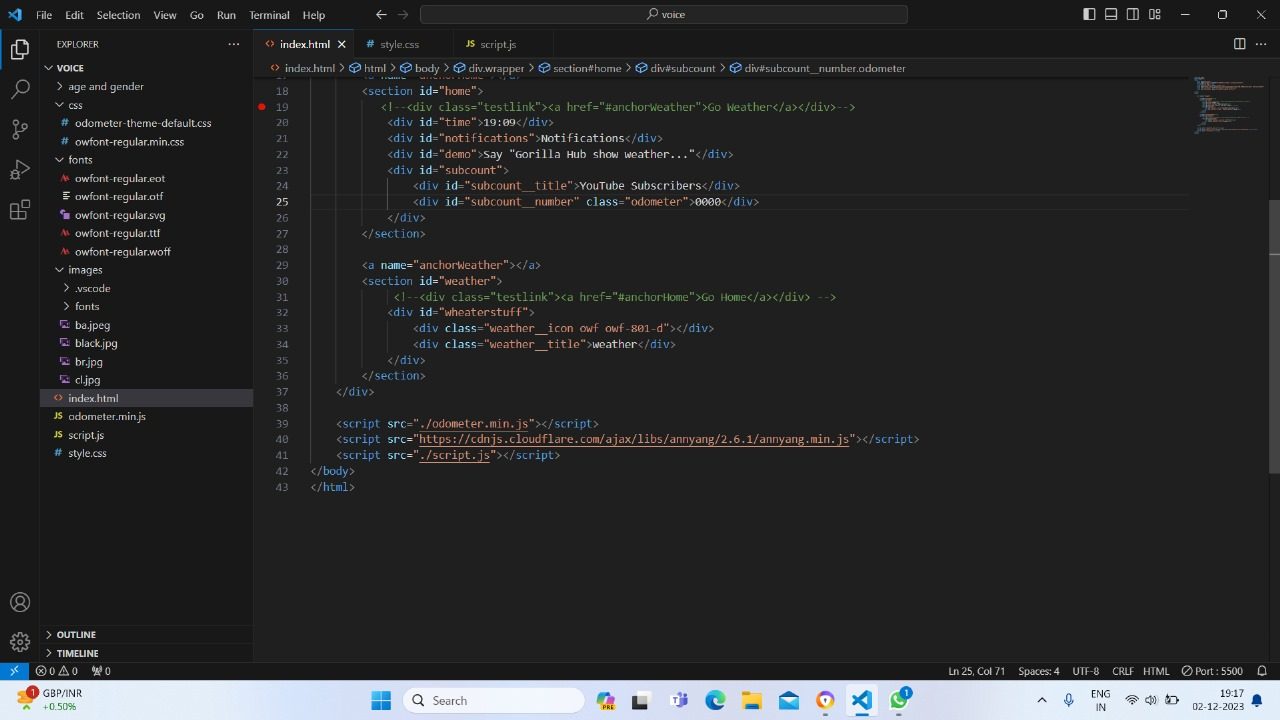 File Edit Selection View Go Run Terminal Help
voice
EXPLORER
index.html
# style.css
JS script.js
VOICE
index.html > html > body > div.wrapper > section#home > div#subcount > div#subcount__number.odometer
age and gender
css
# odometer-theme-default.css
# owfont-regular.min.css
fonts
owfont-regular.eot
owfont-regular.otf
owfont-regular.svg
owfont-regular.ttf
owfont-regular.woff
images
.vscode
fonts
ba.jpeg
black.jpg
br.jpg
cl.jpg
index.html
JS odometer.min.js
JS script.js
# style.css
OUTLINE
TIMELINE
18 <section id="home">
19 <!--<div class="testlink"><a href="#anchorWeather">Go Weather</a></div>-->
20 <div id="time">19:09</div>
21 <div id="notifications">Notifications</div>
22 <div id="demo">Say "Gorilla Hub show weather..."</div>
23 <div id="subcount">
24 <div id="subcount__title">YouTube Subscribers</div>
25 <div id="subcount__number" class="odometer">0000</div>
26 </div>
27 </section>
28
29 <a name="anchorWeather"></a>
30 <section id="weather">
31 <!--<div class="testlink"><a href="#anchorHome">Go Home</a></div> -->
32 <div id="wheaterstuff">
33 <div class="weather__icon owf owf-801-d"></div>
34 <div class="weather__title">weather</div>
35 </div>
36 </section>
37 </div>
38
39 <script src="./odometer.min.js"></script>
40 <script src="https://cdnjs.cloudflare.com/ajax/libs/annyang/2.6.1/annyang.min.js"></script>
41 <script src="./script.js"></script>
42 </body>
43 </html>
0 0 0
Ln 25, Col 71 Spaces: 4 UTF-8 CRLF HTML Port : 5500
1 GBP/INR
+0.50%
Search
PRE
1
ENG
IN
19:17
02-12-2023